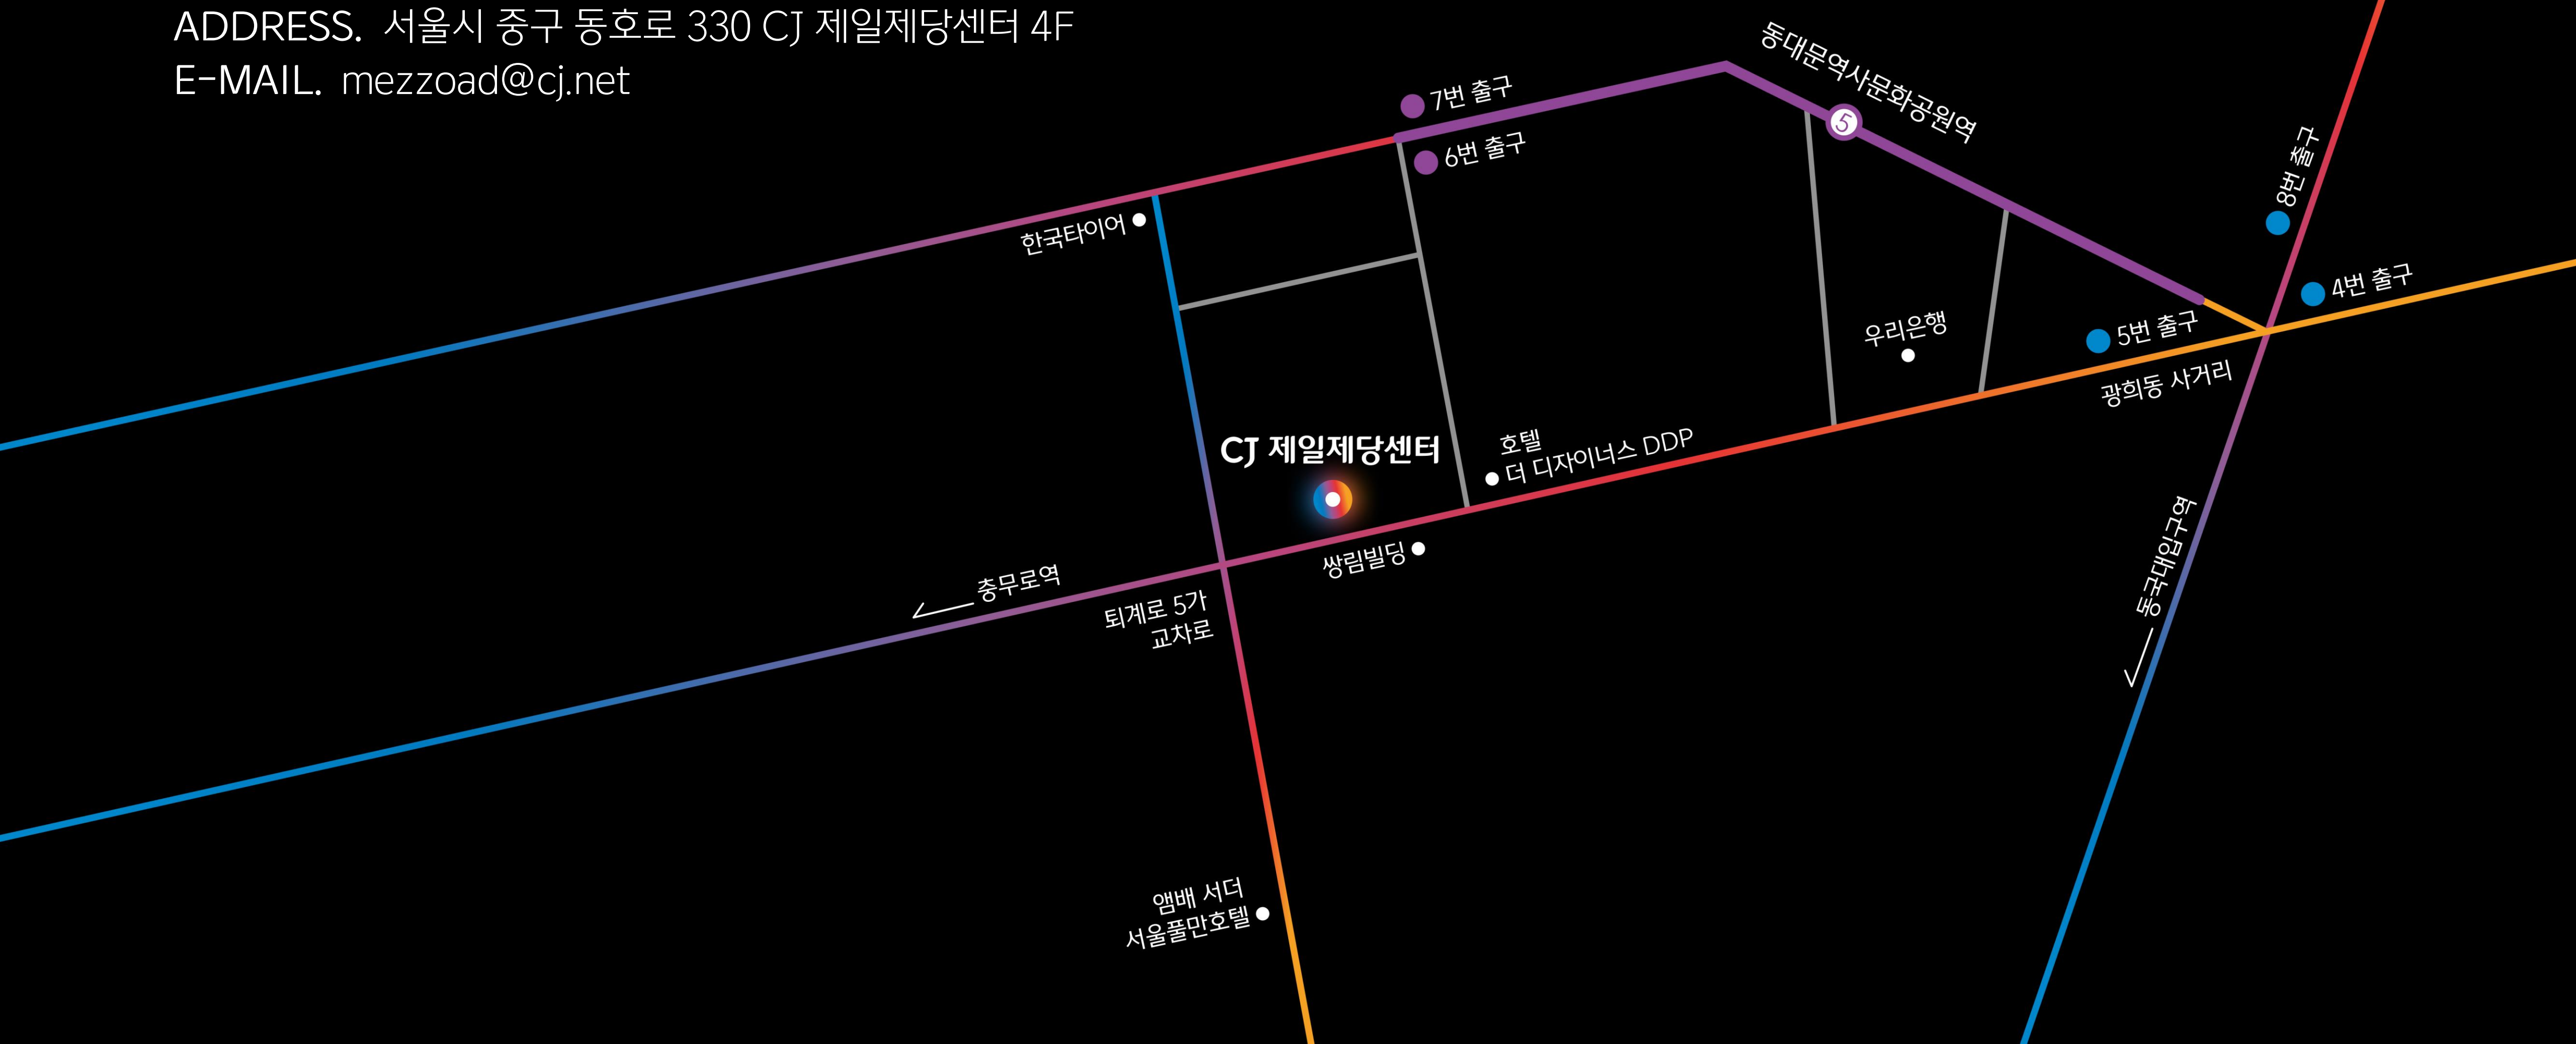 ADDRESS. 서울시 중구 동호로 330 CJ 제일제당센터 4F
E-MAIL. mezzoad@cj.net
동대문역사문화공원역
5
7번 출구
6번 출구
8번 출구
한국타이어
4번 출구
우리은행
5번 출구
광희동 사거리
CJ 제일제당센터
호텔
더 디자이너스 DDP
쌍림빌딩
충무로역
동국대입구역
퇴계로 5가
교차로
앰배 서더
서울풀만호텔